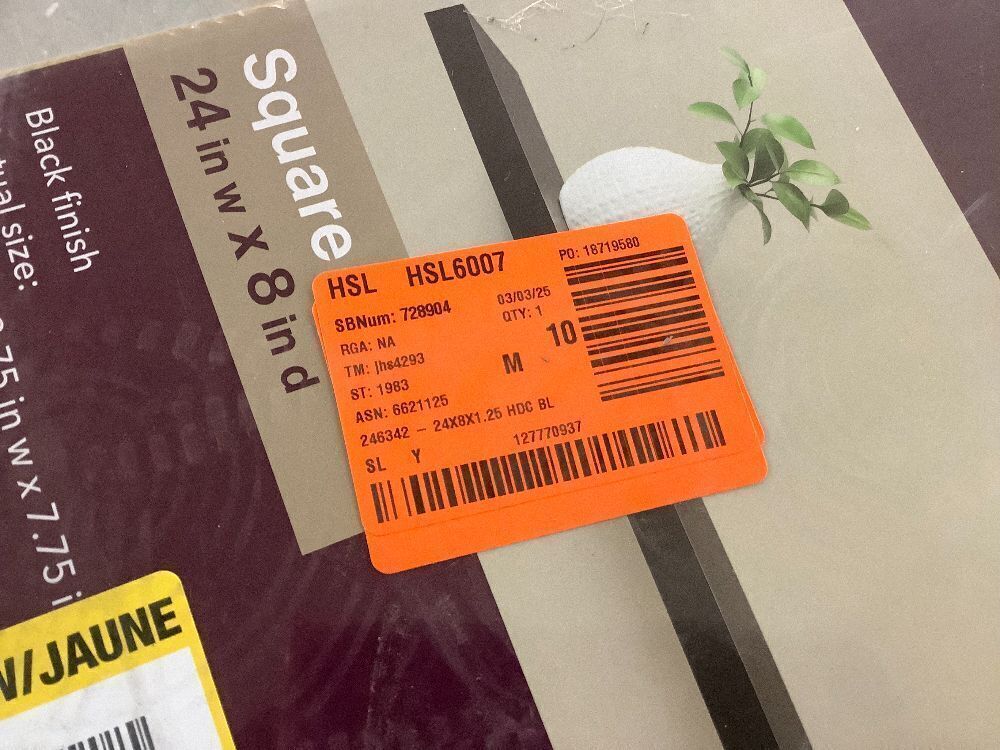 Square
24 in w x 8 in d
Black finish
size:
.75 in w x 7.75
HSL HSL6007
PO: 18719580
SBNum: 728904
03/03/25
QTY: 1
RGA: NA
TM: jhs4293
M
10
ST: 1983
ASN: 6621125
246342 - 24X8X1.25 HDC BL
SL Y
127770937
/JAUNE